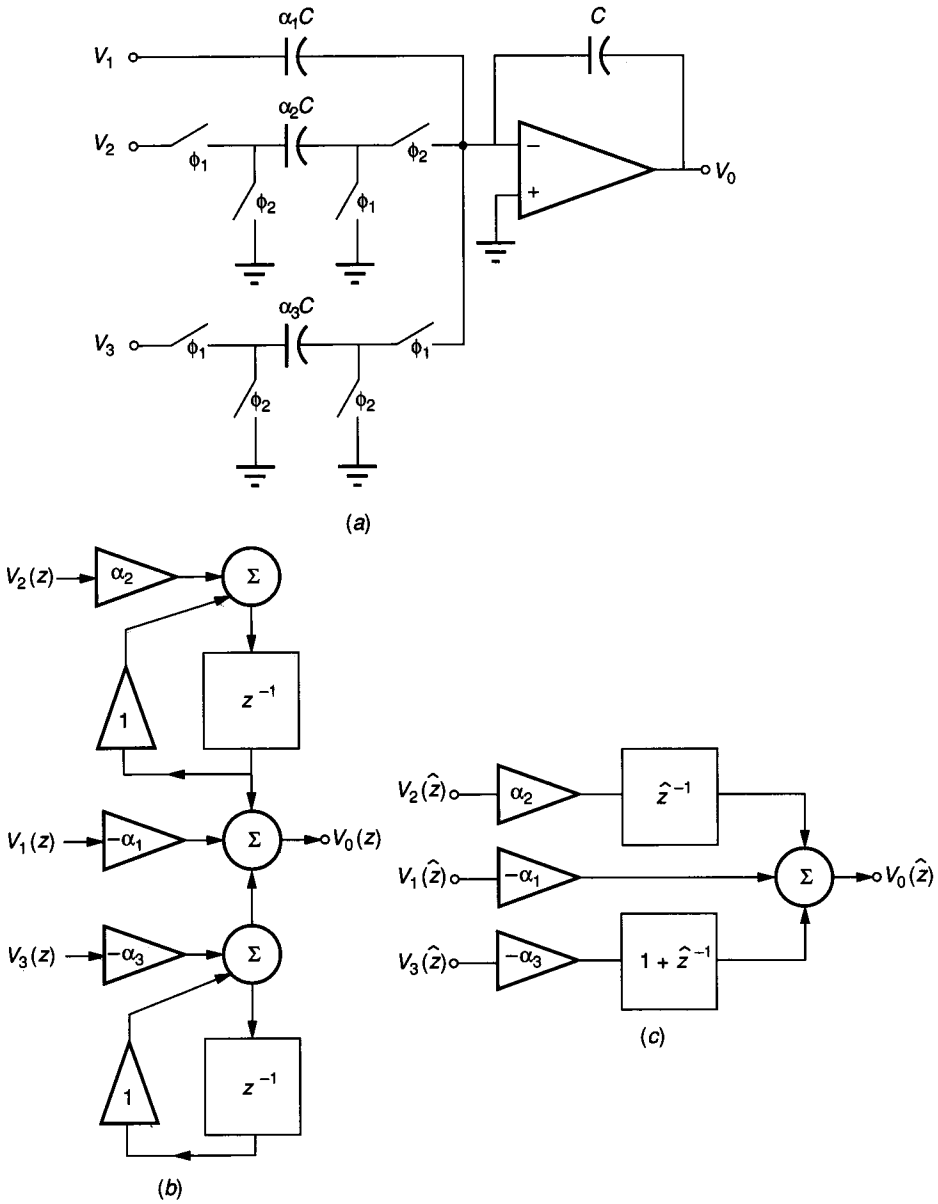 α₁C
C
V₁
α₂C
V₂
ϕ₁
ϕ₂
ϕ₂
ϕ₁
−
+
V₀
α₃C
V₃
ϕ₁
ϕ₁
ϕ₂
ϕ₂
(a)
V₂(z)
α₂
Σ
z⁻¹
1
V₁(z)
−α₁
Σ
V₀(z)
V₃(z)
−α₃
Σ
z⁻¹
1
(b)
V₂(ẑ)
α₂
ẑ⁻¹
V₁(ẑ)
−α₁
Σ
V₀(ẑ)
V₃(ẑ)
−α₃
1 + ẑ⁻¹
(c)